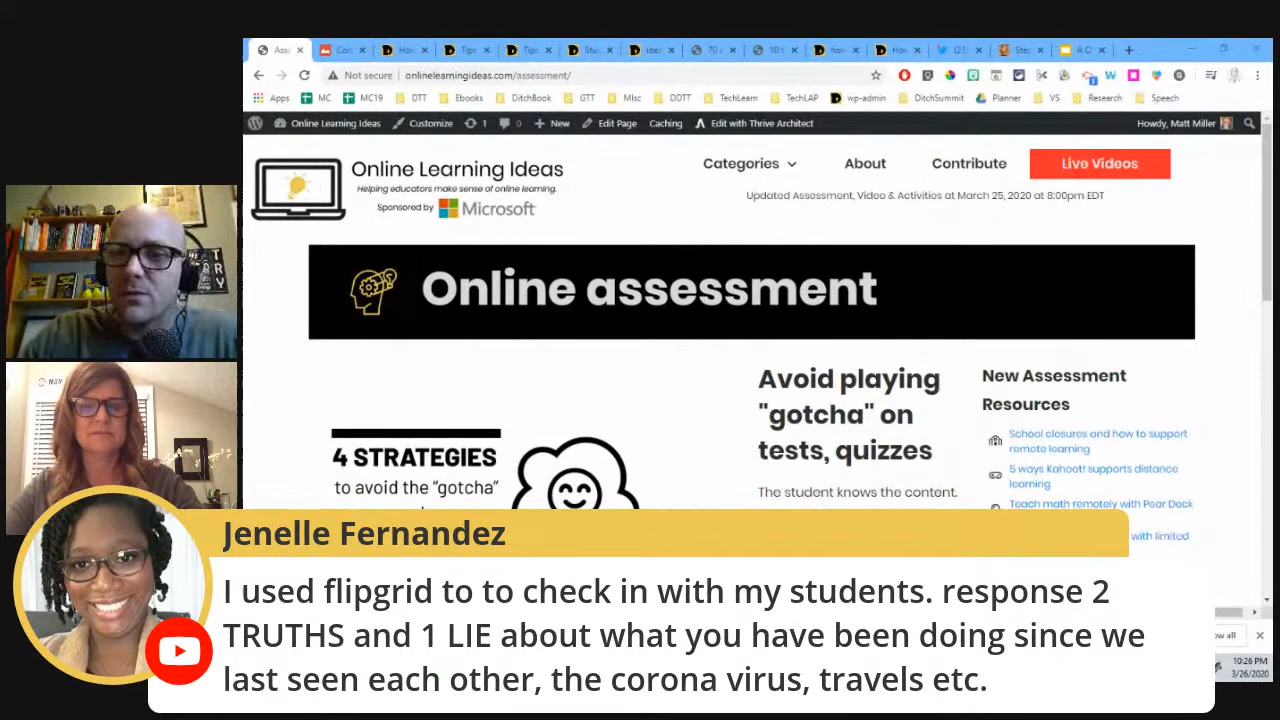 Not secure onlinelearningideas.com/assessment/
Apps MC MC19 DTT Ebooks DitchBook GTT MIsc DDTT TechLearn TechLAP wp-admin DitchSummit Planner VS Research Speech
Online Learning Ideas Customize 1 0 New Edit Page Caching Edit with Thrive Architect Howdy, Matt Miller
Online Learning Ideas
Helping educators make sense of online learning.
Sponsored by Microsoft
Categories About Contribute Live Videos
Updated Assessment, Video & Activities at March 25, 2020 at 8:00pm EDT
Online assessment
4 STRATEGIES
to avoid the "gotcha"
Avoid playing
"gotcha" on
tests, quizzes
The student knows the content.
New Assessment
Resources
School closures and how to support
remote learning
5 ways Kahoot! supports distance
learning
Teach math remotely with Pear Deck
with limited
TRY
Jenelle Fernandez
I used flipgrid to to check in with my students. response 2
TRUTHS and 1 LIE about what you have been doing since we
last seen each other, the corona virus, travels etc.
10:26 PM
3/26/2020